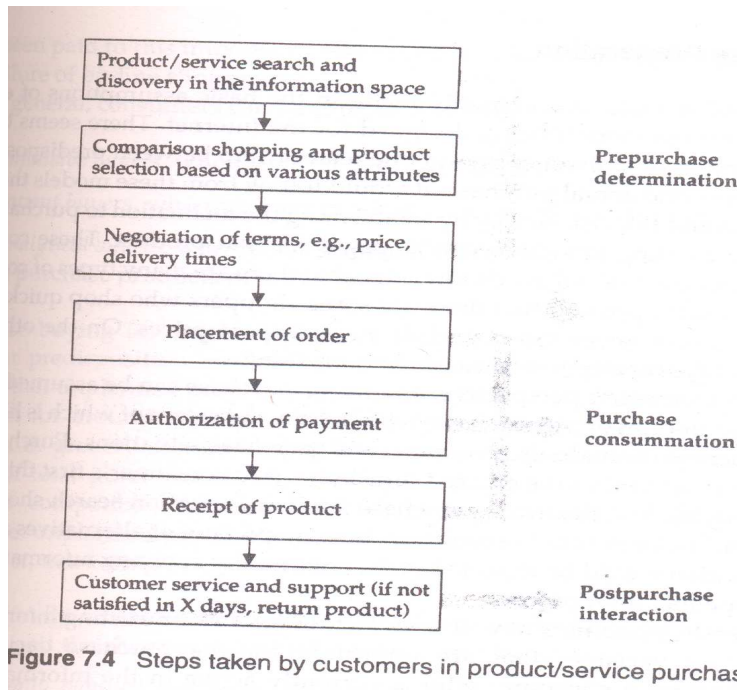 Product/service search and
discovery in the information space
Comparison shopping and product
selection based on various attributes
Prepurchase
determination
Negotiation of terms, e.g., price,
delivery times
Placement of order
Authorization of payment
Purchase
consummation
Receipt of product
Customer service and support (if not
satisfied in X days, return product)
Postpurchase
interaction
Figure 7.4 Steps taken by customers in product/service purchas